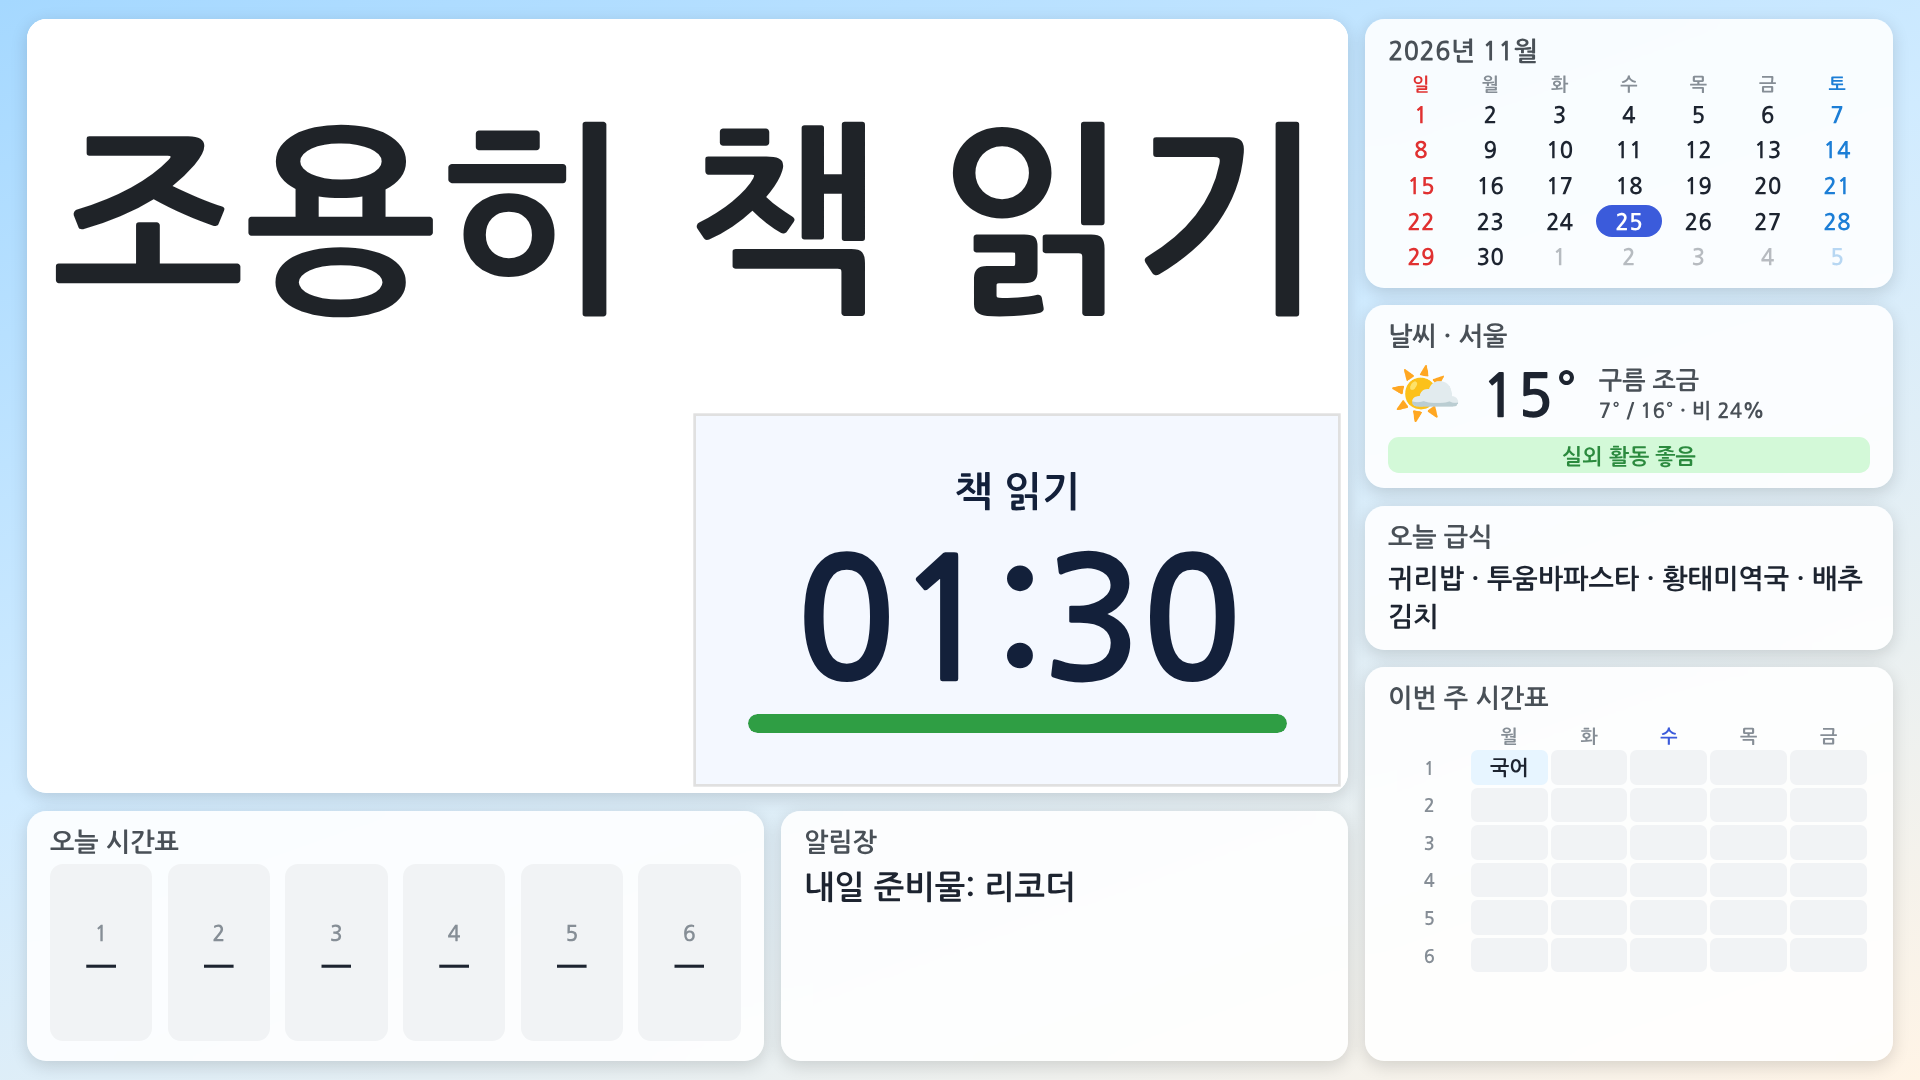 조용히 책 읽기
책 읽기
01:30
오늘 시간표
1 2 3 4 5 6
— — — — — —
알림장
내일 준비물: 리코더
2026년 11월
일 월 화 수 목 금 토
1 2 3 4 5 6 7
8 9 10 11 12 13 14
15 16 17 18 19 20 21
22 23 24 25 26 27 28
29 30 1 2 3 4 5
날씨 · 서울
15°
구름 조금
7° / 16° · 비 24%
실외 활동 좋음
오늘 급식
귀리밥 · 투움바파스타 · 황태미역국 · 배추
김치
이번 주 시간표
월 화 수 목 금
1 국어
2
3
4
5
6